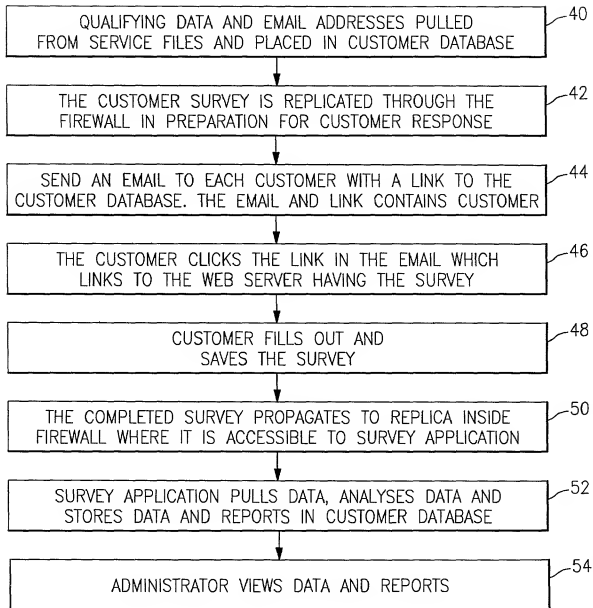 QUALIFYING DATA AND EMAIL ADDRESSES PULLED
FROM SERVICE FILES AND PLACED IN CUSTOMER DATABASE
40
THE CUSTOMER SURVEY IS REPLICATED THROUGH THE
FIREWALL IN PREPARATION FOR CUSTOMER RESPONSE
42
SEND AN EMAIL TO EACH CUSTOMER WITH A LINK TO THE
CUSTOMER DATABASE. THE EMAIL AND LINK CONTAINS CUSTOMER
44
THE CUSTOMER CLICKS THE LINK IN THE EMAIL WHICH
LINKS TO THE WEB SERVER HAVING THE SURVEY
46
CUSTOMER FILLS OUT AND
SAVES THE SURVEY
48
THE COMPLETED SURVEY PROPAGATES TO REPLICA INSIDE
FIREWALL WHERE IT IS ACCESSIBLE TO SURVEY APPLICATION
50
SURVEY APPLICATION PULLS DATA, ANALYSES DATA AND
STORES DATA AND REPORTS IN CUSTOMER DATABASE
52
ADMINISTRATOR VIEWS DATA AND REPORTS
54